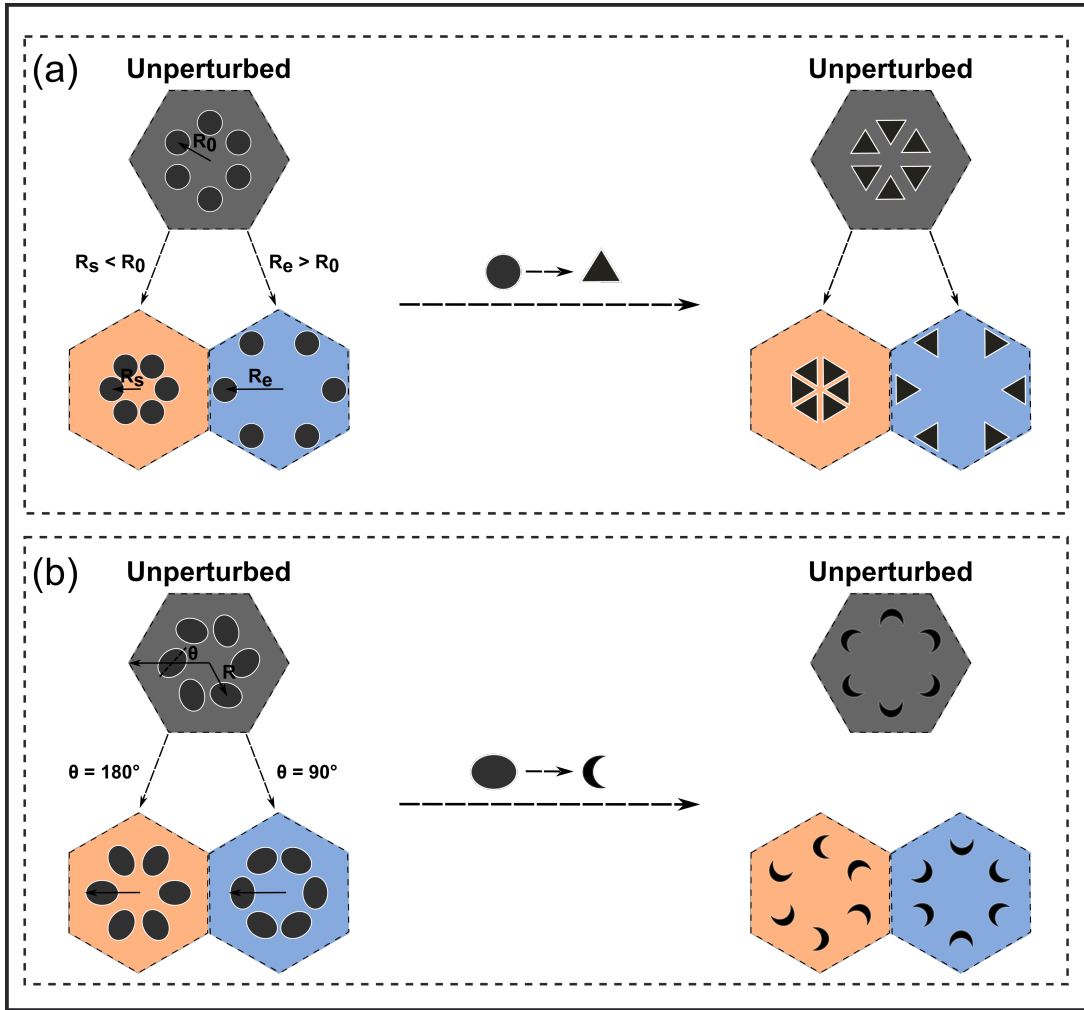 (a)
Unperturbed
Unperturbed
R₀
Rₛ < R₀
Rₑ > R₀
Rₛ
Rₑ
(b)
Unperturbed
Unperturbed
θ
R
θ = 180°
θ = 90°